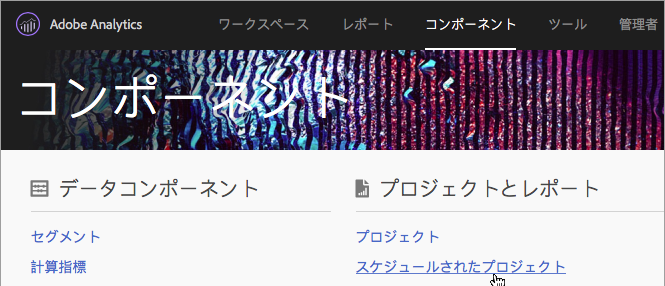 Adobe Analytics ワークスペース レポート コンポーネント ツール 管理者
コンポーネント
データコンポーネント
セグメント
計算指標
プロジェクトとレポート
プロジェクト
スケジュールされたプロジェクト